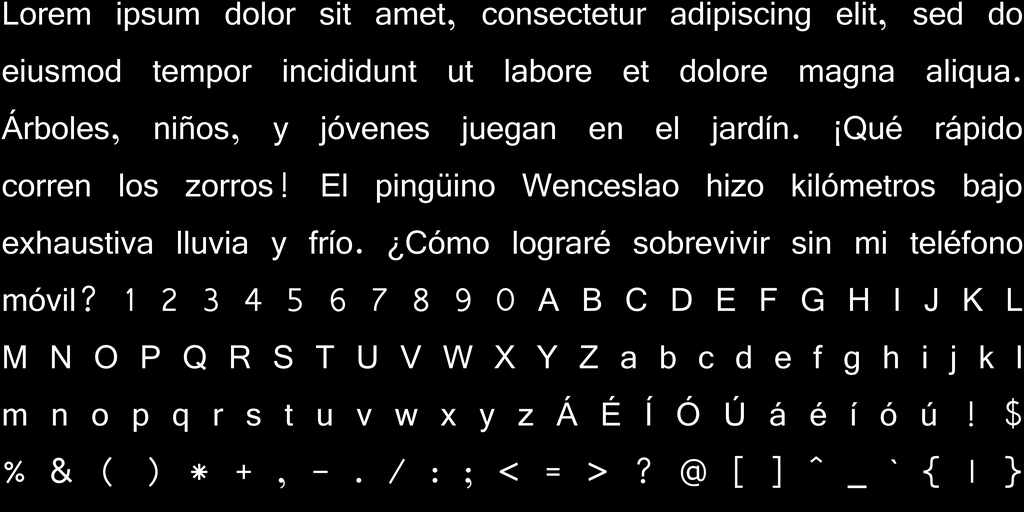 Lorem ipsum dolor sit amet, consectetur adipiscing elit, sed do
eiusmod tempor incididunt ut labore et dolore magna aliqua.
Árboles, niños, y jóvenes juegan en el jardín. ¡Qué rápido
corren los zorros! El pingüino Wenceslao hizo kilómetros bajo
exhaustiva lluvia y frío. ¿Cómo lograré sobrevivir sin mi teléfono
móvil? 1 2 3 4 5 6 7 8 9 0 A B C D E F G H I J K L
M N O P Q R S T U V W X Y Z a b c d e f g h i j k l
m n o p q r s t u v w x y z Á É Í Ó Ú á é í ó ú ! $
% & ( ) * + , - . / : ; < = > ? @ [ ] ^ _ ` { | }